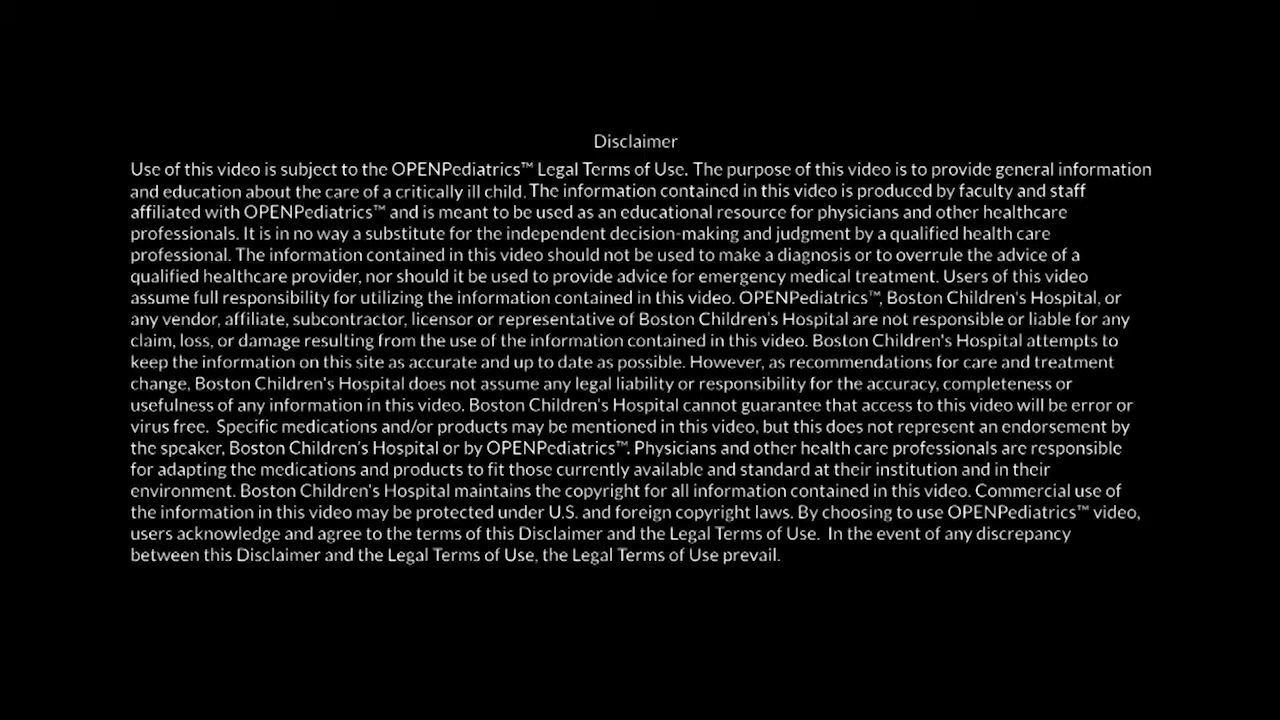 Disclaimer
Use of this video is subject to the OPENPediatrics™ Legal Terms of Use. The purpose of this video is to provide general information
and education about the care of a critically ill child. The information contained in this video is produced by faculty and staff
affiliated with OPENPediatrics™ and is meant to be used as an educational resource for physicians and other healthcare
professionals. It is in no way a substitute for the independent decision-making and judgment by a qualified health care
professional. The information contained in this video should not be used to make a diagnosis or to overrule the advice of a
qualified healthcare provider, nor should it be used to provide advice for emergency medical treatment. Users of this video
assume full responsibility for utilizing the information contained in this video. OPENPediatrics™, Boston Children's Hospital, or
any vendor, affiliate, subcontractor, licensor or representative of Boston Children's Hospital are not responsible or liable for any
claim, loss, or damage resulting from the use of the information contained in this video. Boston Children's Hospital attempts to
keep the information on this site as accurate and up to date as possible. However, as recommendations for care and treatment
change, Boston Children's Hospital does not assume any legal liability or responsibility for the accuracy, completeness or
usefulness of any information in this video. Boston Children's Hospital cannot guarantee that access to this video will be error or
virus free.  Specific medications and/or products may be mentioned in this video, but this does not represent an endorsement by
the speaker, Boston Children's Hospital or by OPENPediatrics™. Physicians and other health care professionals are responsible
for adapting the medications and products to fit those currently available and standard at their institution and in their
environment. Boston Children's Hospital maintains the copyright for all information contained in this video. Commercial use of
the information in this video may be protected under U.S. and foreign copyright laws. By choosing to use OPENPediatrics™ video,
users acknowledge and agree to the terms of this Disclaimer and the Legal Terms of Use.  In the event of any discrepancy
between this Disclaimer and the Legal Terms of Use, the Legal Terms of Use prevail.